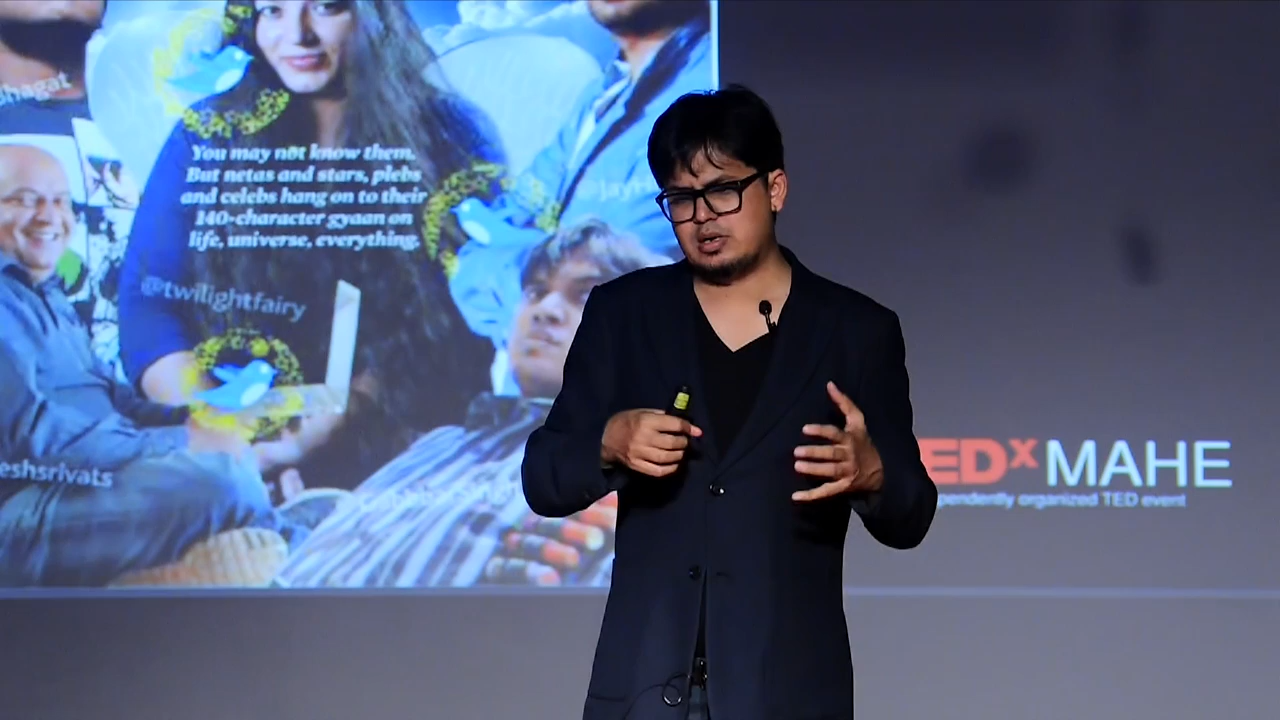 You may not know them.
But netas and stars, plebs
and celebs hang on to their
140-character gyaan on
life, universe, everything.
@twilightfairy
eshsrivats
EDx MAHE
pendently organized TED event